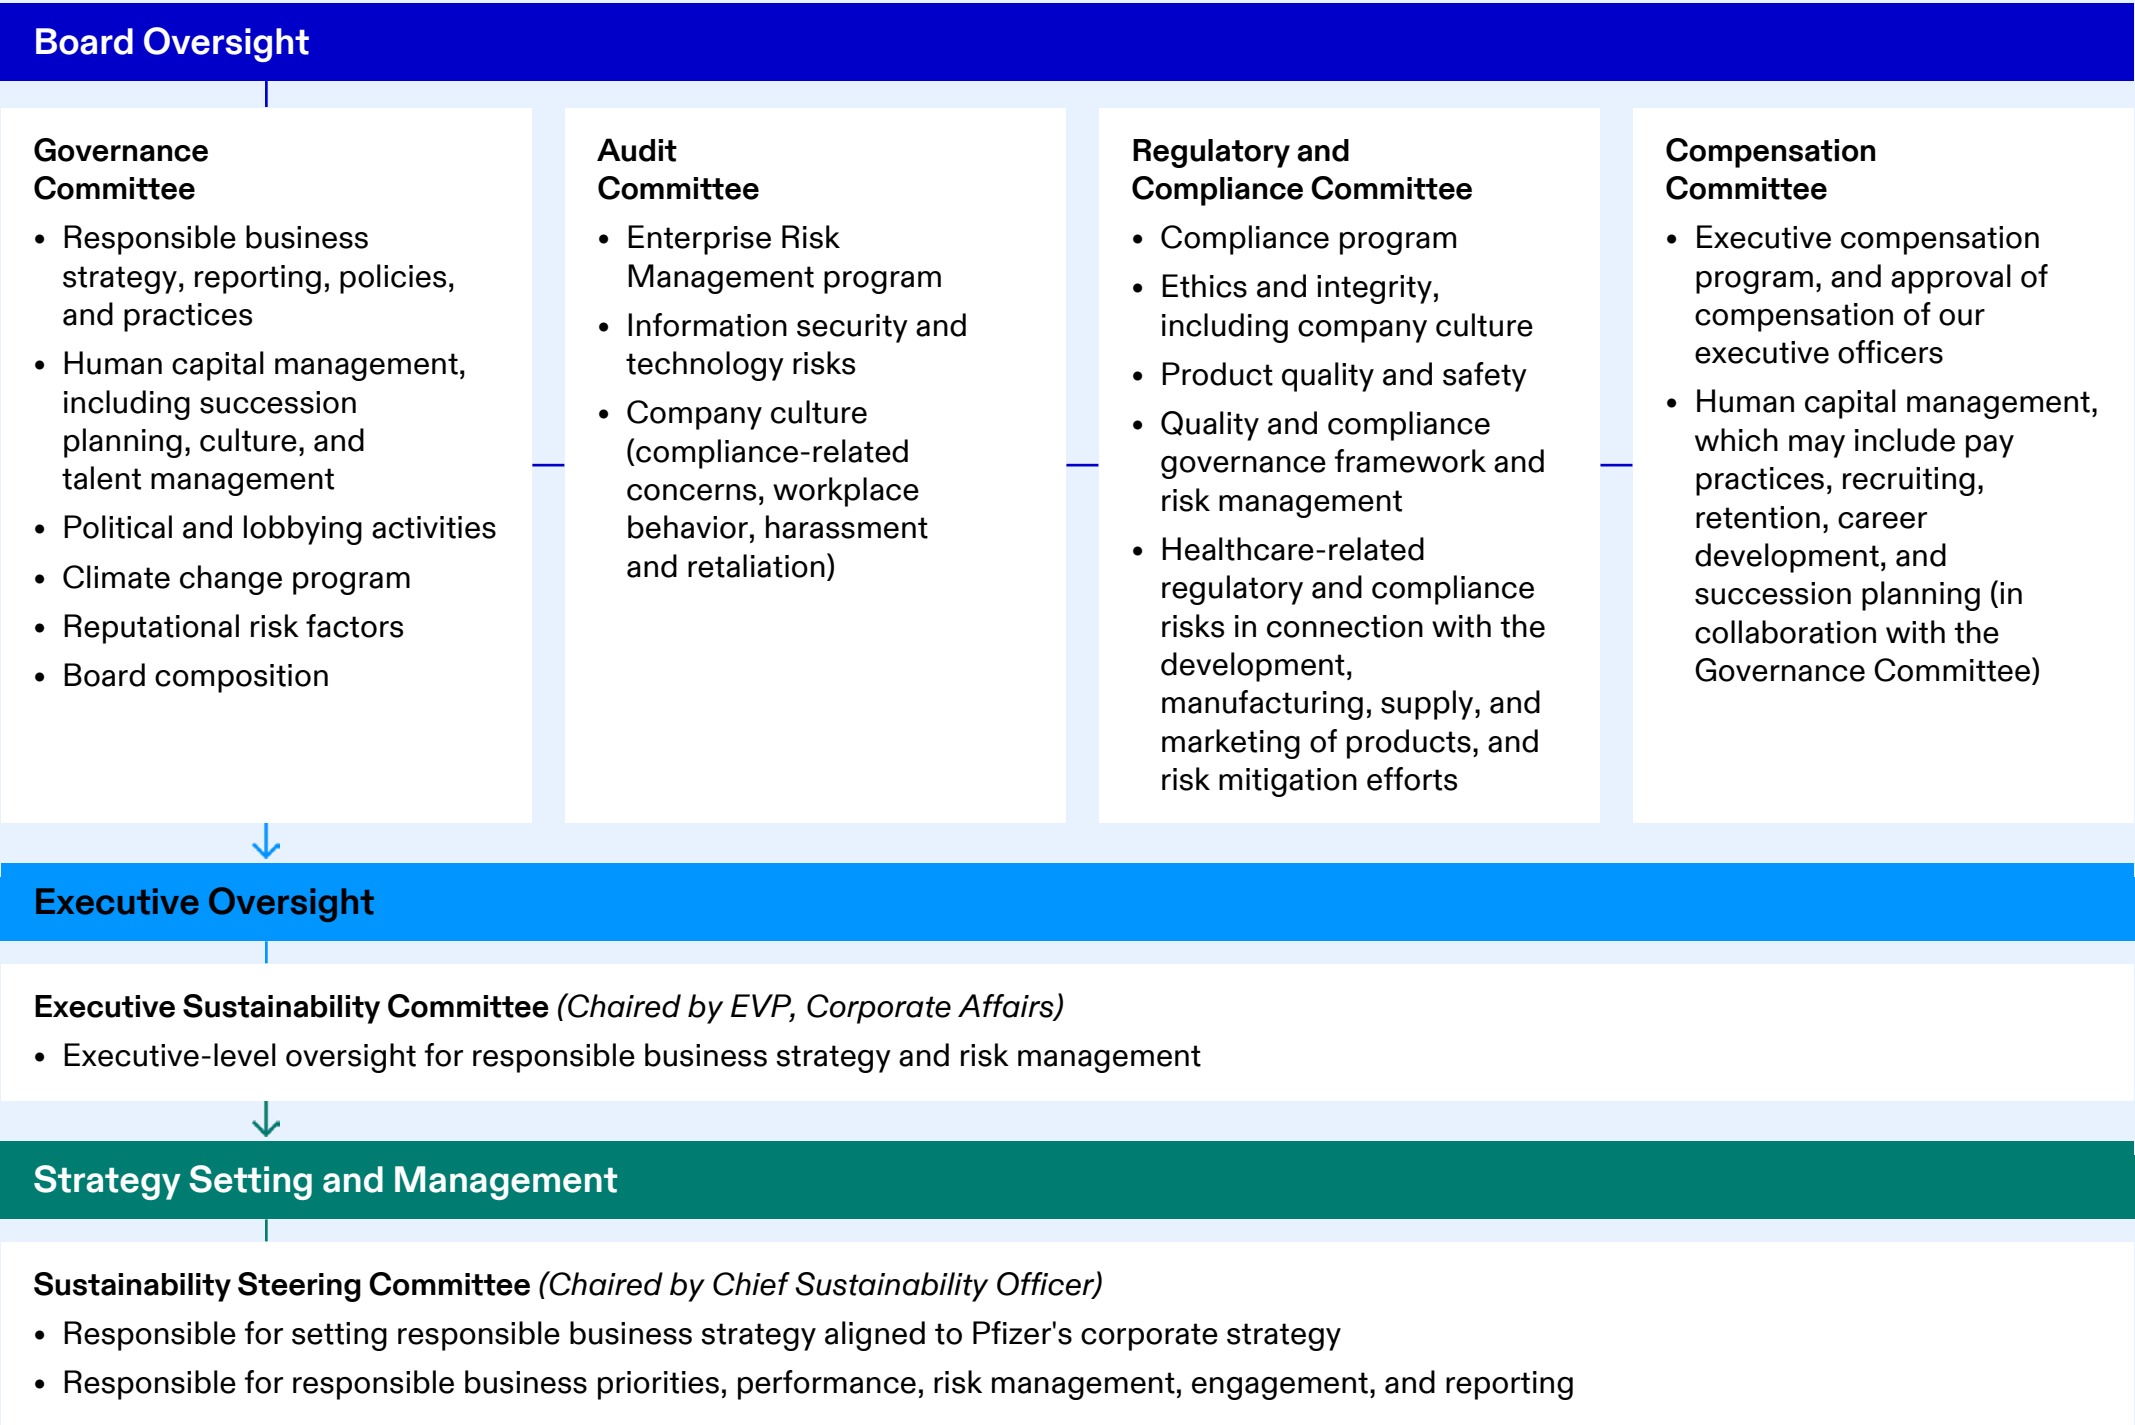 Board Oversight
Governance
Committee
• Responsible business
strategy, reporting, policies,
and practices
• Human capital management,
including succession
planning, culture, and
talent management
• Political and lobbying activities
• Climate change program
• Reputational risk factors
• Board composition
Audit
Committee
• Enterprise Risk
Management program
• Information security and
technology risks
• Company culture
(compliance-related
concerns, workplace
behavior, harassment
and retaliation)
Regulatory and
Compliance Committee
• Compliance program
• Ethics and integrity,
including company culture
• Product quality and safety
• Quality and compliance
governance framework and
risk management
• Healthcare-related
regulatory and compliance
risks in connection with the
development,
manufacturing, supply, and
marketing of products, and
risk mitigation efforts
Compensation
Committee
• Executive compensation
program, and approval of
compensation of our
executive officers
• Human capital management,
which may include pay
practices, recruiting,
retention, career
development, and
succession planning (in
collaboration with the
Governance Committee)
Executive Oversight
Executive Sustainability Committee (Chaired by EVP, Corporate Affairs)
• Executive-level oversight for responsible business strategy and risk management
Strategy Setting and Management
Sustainability Steering Committee (Chaired by Chief Sustainability Officer)
• Responsible for setting responsible business strategy aligned to Pfizer's corporate strategy
• Responsible for responsible business priorities, performance, risk management, engagement, and reporting